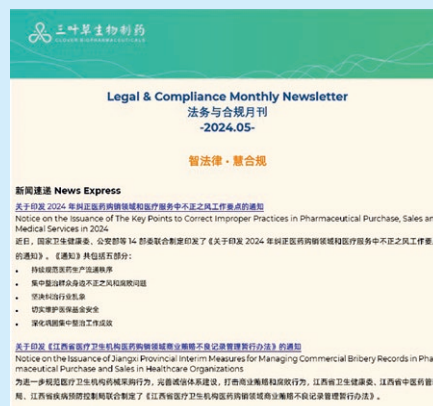 三叶草生物制药
CLOVER BIOPHARMACEUTICALS
Legal & Compliance Monthly Newsletter
法务与合规月刊
-2024.05-
智法律·慧合规
新闻速递 News Express
关于印发 2024 年纠正医药购销领域和医疗服务中不正之风工作要点的通知
Notice on the Issuance of The Key Points to Correct Improper Practices in Pharmaceutical Purchase, Sales an
Medical Services in 2024
近日，国家卫生健康委、公安部等 14 部委联合制定印发了《关于印发 2024 年纠正医药购销领域和医疗服务中不正之风工作要点
的通知》。《通知》共包括五部分：
• 持续规范医药生产流通秩序
• 集中整治群众身边不正之风和腐败问题
• 坚决纠治行业乱象
• 切实维护医保基金安全
• 深化巩固集中整治工作成效
关于印发《江西省医疗卫生机构医药购销领域商业贿赂不良记录管理暂行办法》的通知
Notice on the Issuance of Jiangxi Provincial Interim Measures for Managing Commercial Bribery Records in Pha
maceutical Purchase and Sales in Healthcare Organizations
为进一步规范医疗卫生机构药械采购行为，完善诚信体系建设，打击商业贿赂和腐败行为，江西省卫生健康委、江西省中医药管
局、江西省疾病预防控制局联合制定了《江西省医疗卫生机构医药购销领域商业贿赂不良记录管理暂行办法》。